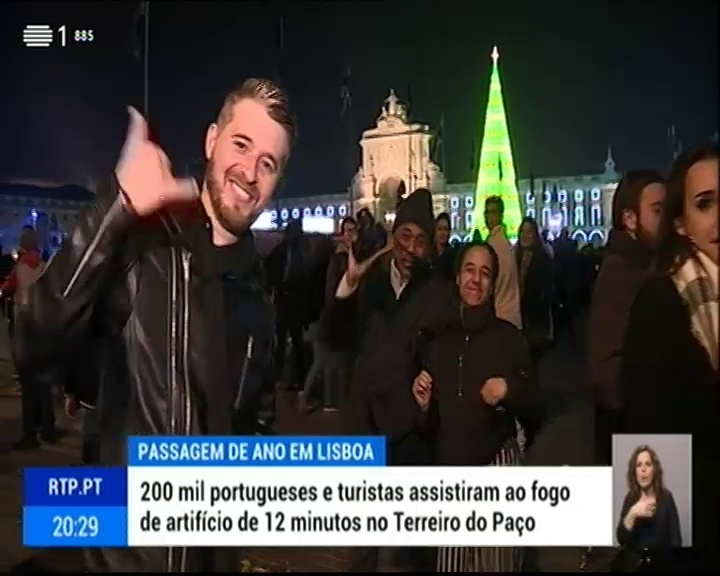 1 885
PASSAGEM DE ANO EM LISBOA
RTP.PT
200 mil portugueses e turistas assistiram ao fogo
20:29
de artifício de 12 minutos no Terreiro do Paço